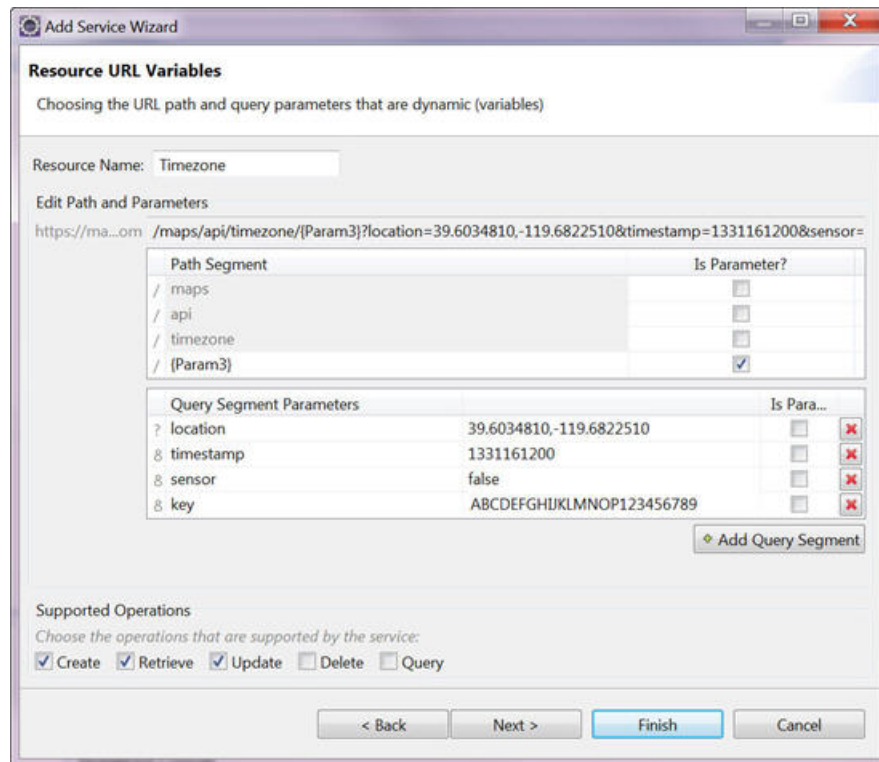 Add Service Wizard
Resource URL Variables
Choosing the URL path and query parameters that are dynamic (variables)
Resource Name: Timezone
Edit Path and Parameters
https://ma...om /maps/api/timezone/{Param3}?location=39.6034810,-119.6822510&timestamp=1331161200&sensor=
Path Segment Is Parameter?
/ maps
/ api
/ timezone
/ {Param3}
Query Segment Parameters Is Para...
? location 39.6034810,-119.6822510
& timestamp 1331161200
& sensor false
& key ABCDEFGHIJKLMNOP123456789
Add Query Segment
Supported Operations
Choose the operations that are supported by the service:
Create Retrieve Update Delete Query
< Back Next > Finish Cancel